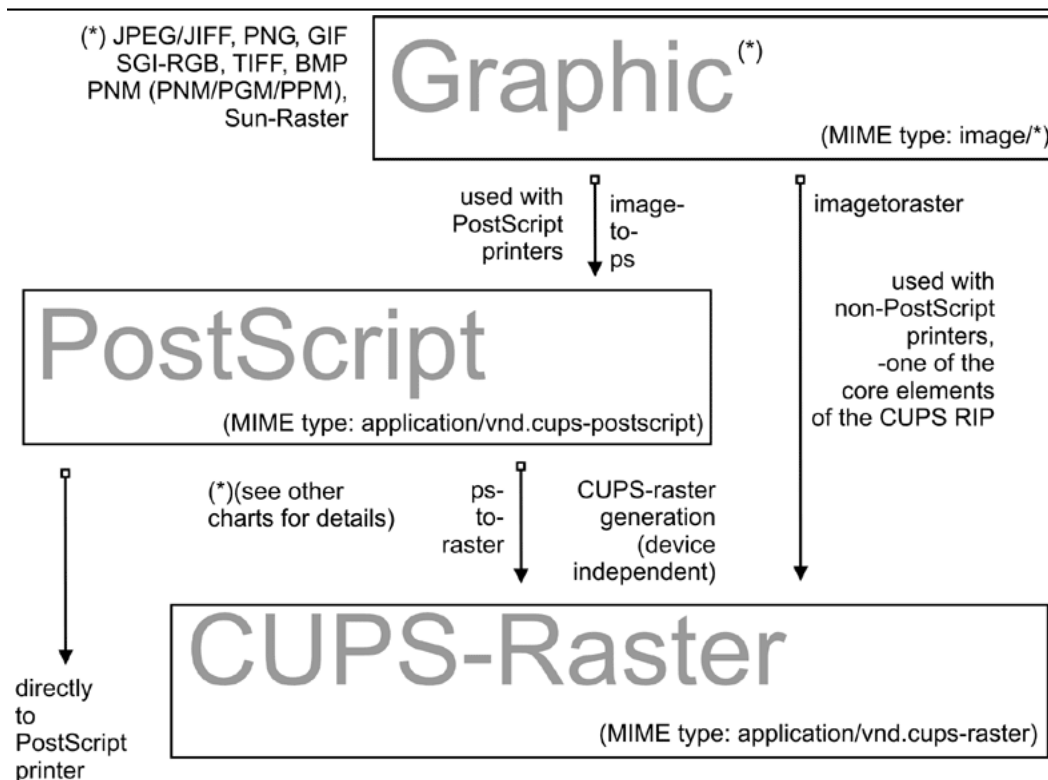 (*) JPEG/JIFF, PNG, GIF
SGI-RGB, TIFF, BMP
PNM (PNM/PGM/PPM),
Sun-Raster
Graphic(*)
(MIME type: image/*)
used with
PostScript
printers
image-
to-
ps
imagetoraster
used with
non-PostScript
printers,
-one of the
core elements
of the CUPS RIP
PostScript
(MIME type: application/vnd.cups-postscript)
(*)(see other
charts for details)
ps-
to-
raster
CUPS-raster
generation
(device
independent)
CUPS-Raster
(MIME type: application/vnd.cups-raster)
directly
to
PostScript
printer